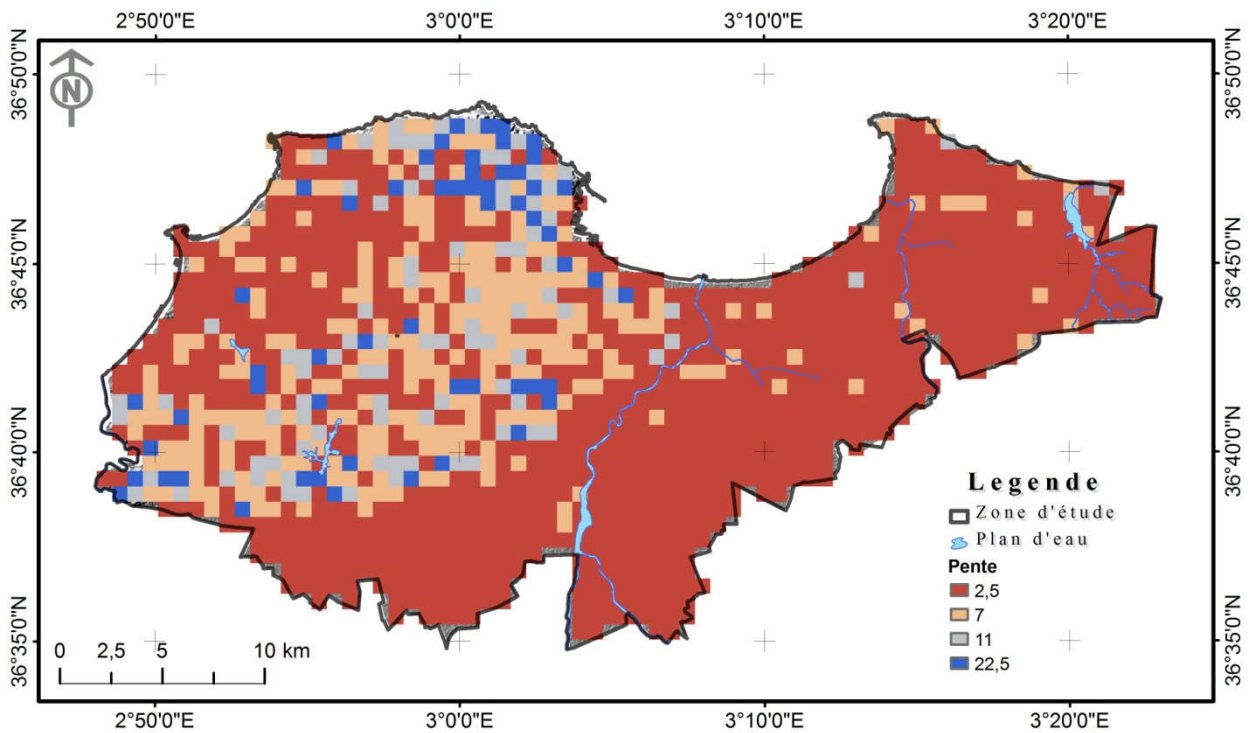 2°50'0"E 3°0'0"E 3°10'0"E 3°20'0"E
N
36°50'0"N 36°50'0"N
36°45'0"N 36°45'0"N
36°40'0"N 36°40'0"N
36°35'0"N 36°35'0"N
Legende
Zone d'étude
Plan d'eau
Pente
2,5
7
11
22,5
0 2,5 5 10 km
2°50'0"E 3°0'0"E 3°10'0"E 3°20'0"E